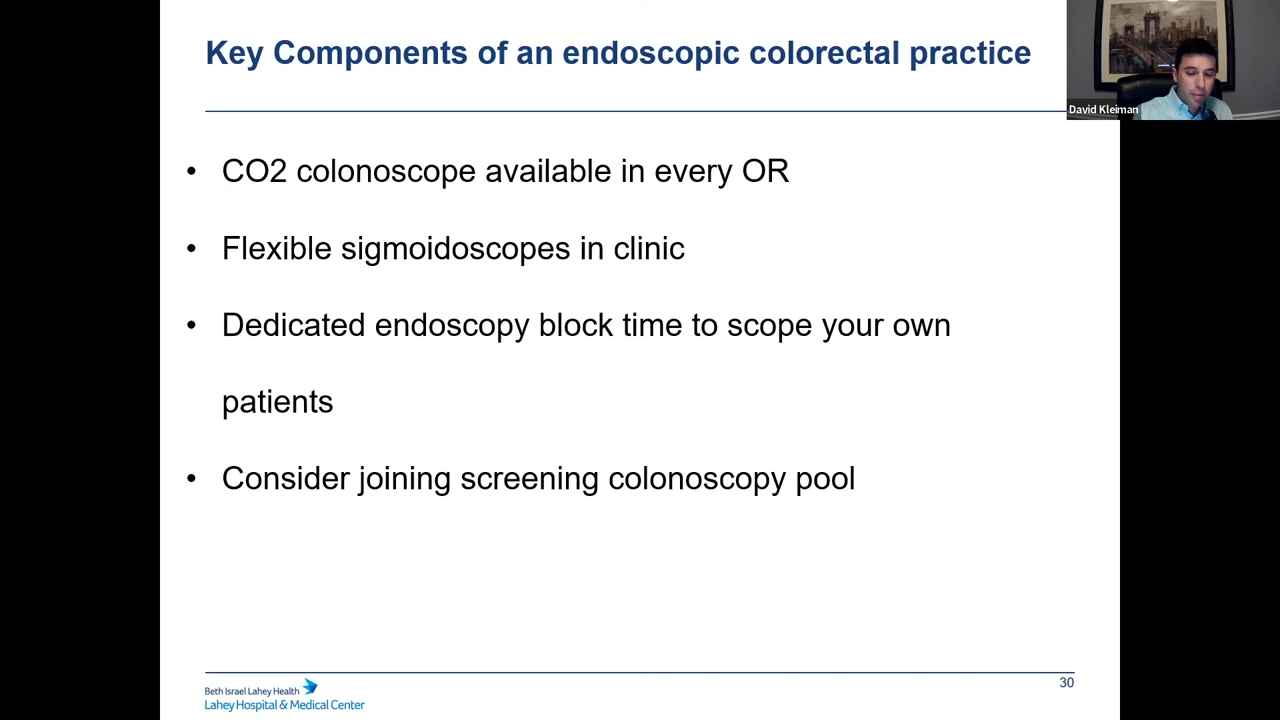 Key Components of an endoscopic colorectal practice
David Kleiman
• CO2 colonoscope available in every OR
• Flexible sigmoidoscopes in clinic
• Dedicated endoscopy block time to scope your own
patients
• Consider joining screening colonoscopy pool
Beth Israel Lahey Health
Lahey Hospital & Medical Center
30